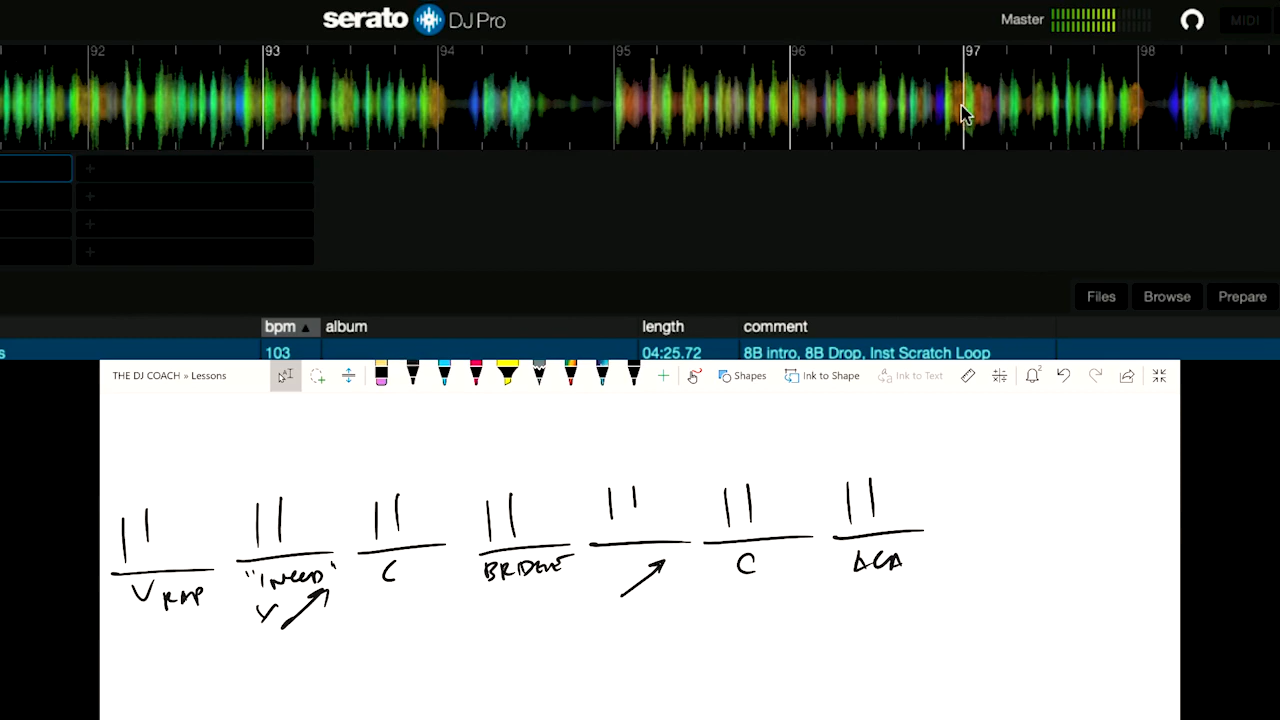 serato DJ Pro Master MIDI
92 93 94 95 96 97 98
+
+
+
+
Files Browse Prepare
bpm album length comment
s 103 04:25.72 8B intro, 8B Drop, Inst Scratch Loop
THE DJ COACH » Lessons Shapes Ink to Shape Ink to Text 2
V RAP "I NEED" C BRIDGE C ACA